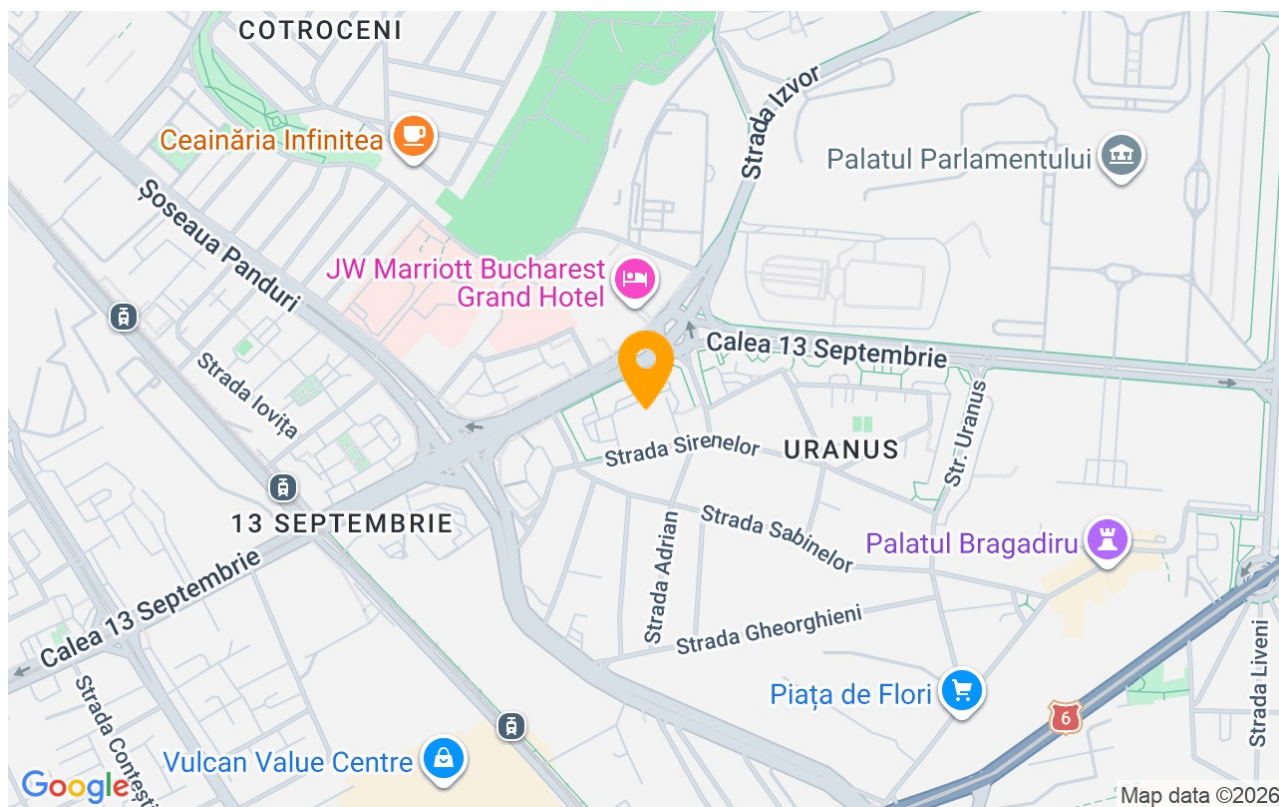 COTROCENI
Strada Izvor
Ceainăria Infinitea
Palatul Parlamentului
Șoseaua Panduri
JW Marriott Bucharest
Grand Hotel
Calea 13 Septembrie
Strada Iovița
Str. Uranus
Strada Sirenelor
URANUS
13 SEPTEMBRIE
Strada Sabinelor
Palatul Bragadiru
Strada Adrian
Calea 13 Septembrie
Strada Gheorghieni
Strada Liveni
Piața de Flori
6
Vulcan Value Centre
Google
Map data ©2026